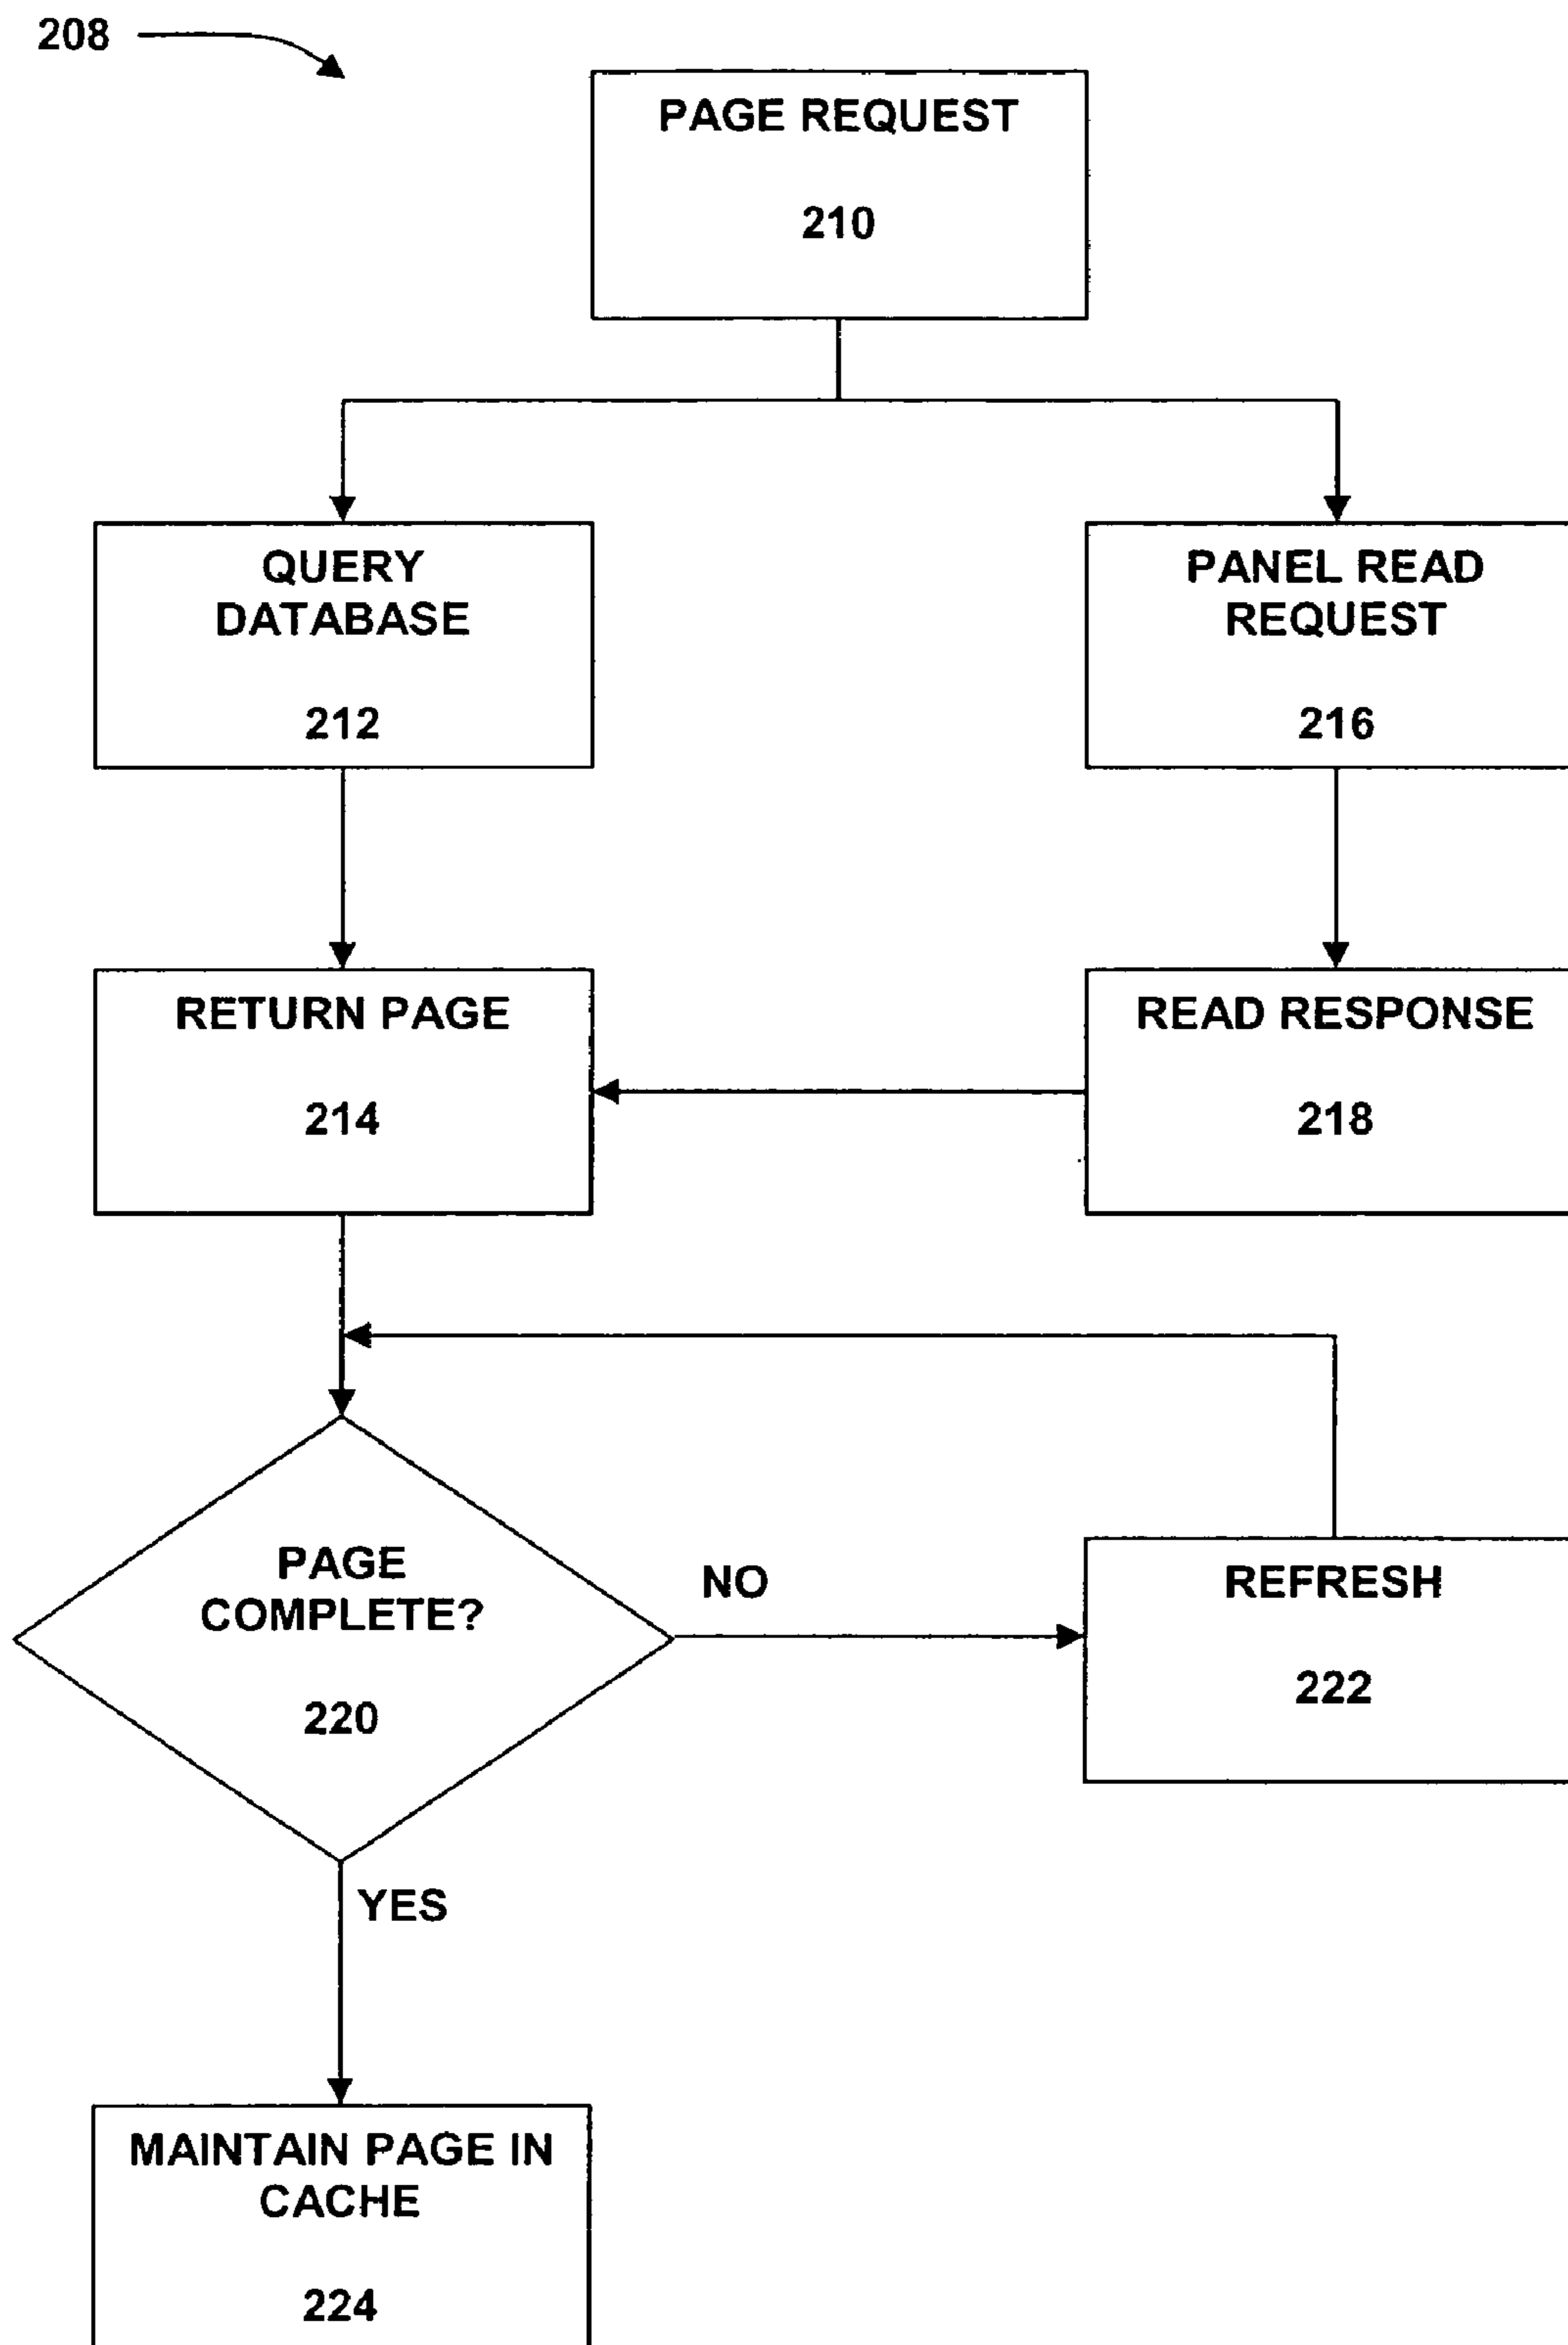 208
PAGE REQUEST
210
QUERY
DATABASE
212
PANEL READ
REQUEST
216
RETURN PAGE
214
READ RESPONSE
218
PAGE
COMPLETE?
220
NO
REFRESH
222
YES
MAINTAIN PAGE IN
CACHE
224